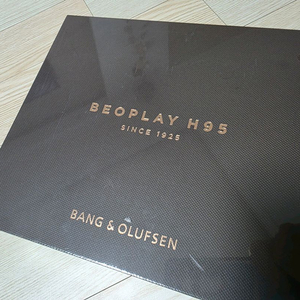 BEOPLAY H95
SINCE 1925
BANG & OLUFSEN